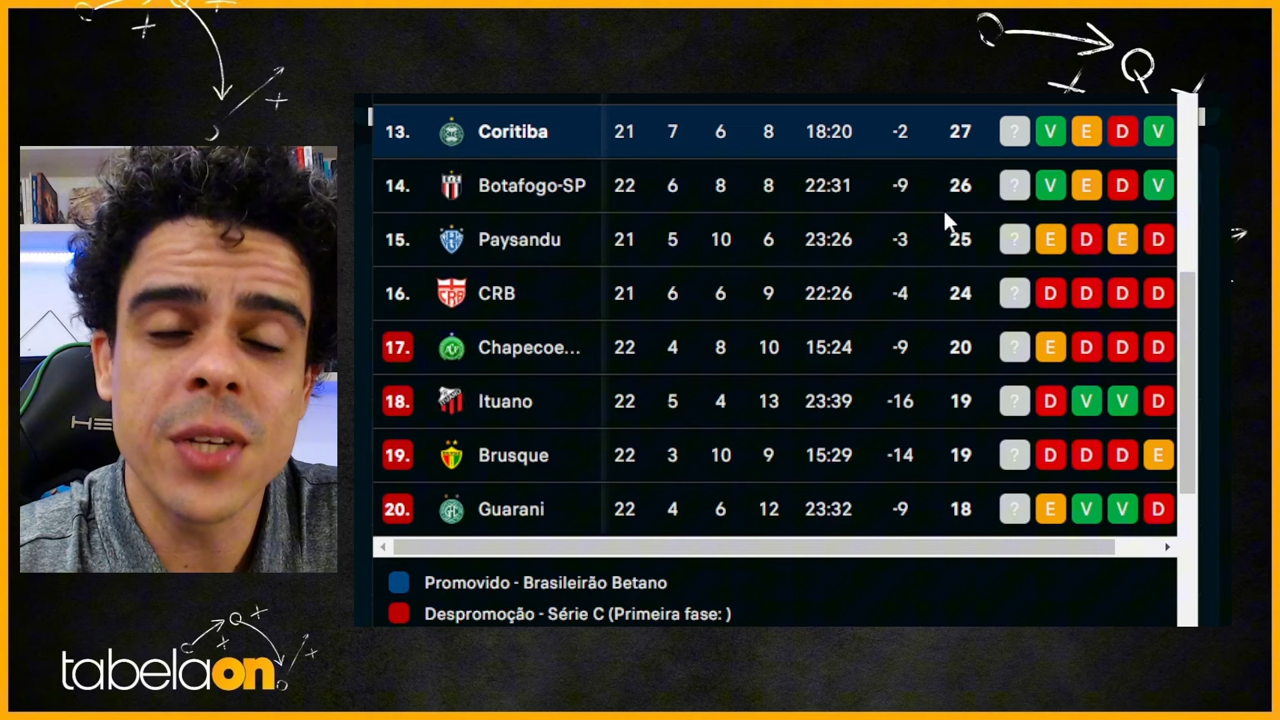 13. Coritiba 21 7 6 8 18:20 -2 27 ? V E D V
14. Botafogo-SP 22 6 8 8 22:31 -9 26 ? V E D V
15. Paysandu 21 5 10 6 23:26 -3 25 ? E D E D
16. CRB 21 6 6 9 22:26 -4 24 ? D D D D
17. Chapecoe... 22 4 8 10 15:24 -9 20 ? E D D D
18. Ituano 22 5 4 13 23:39 -16 19 ? D V V D
19. Brusque 22 3 10 9 15:29 -14 19 ? D D D E
20. Guarani 22 4 6 12 23:32 -9 18 ? E V V D
Promovido - Brasileirão Betano
Despromoção - Série C (Primeira fase: )
tabelaon